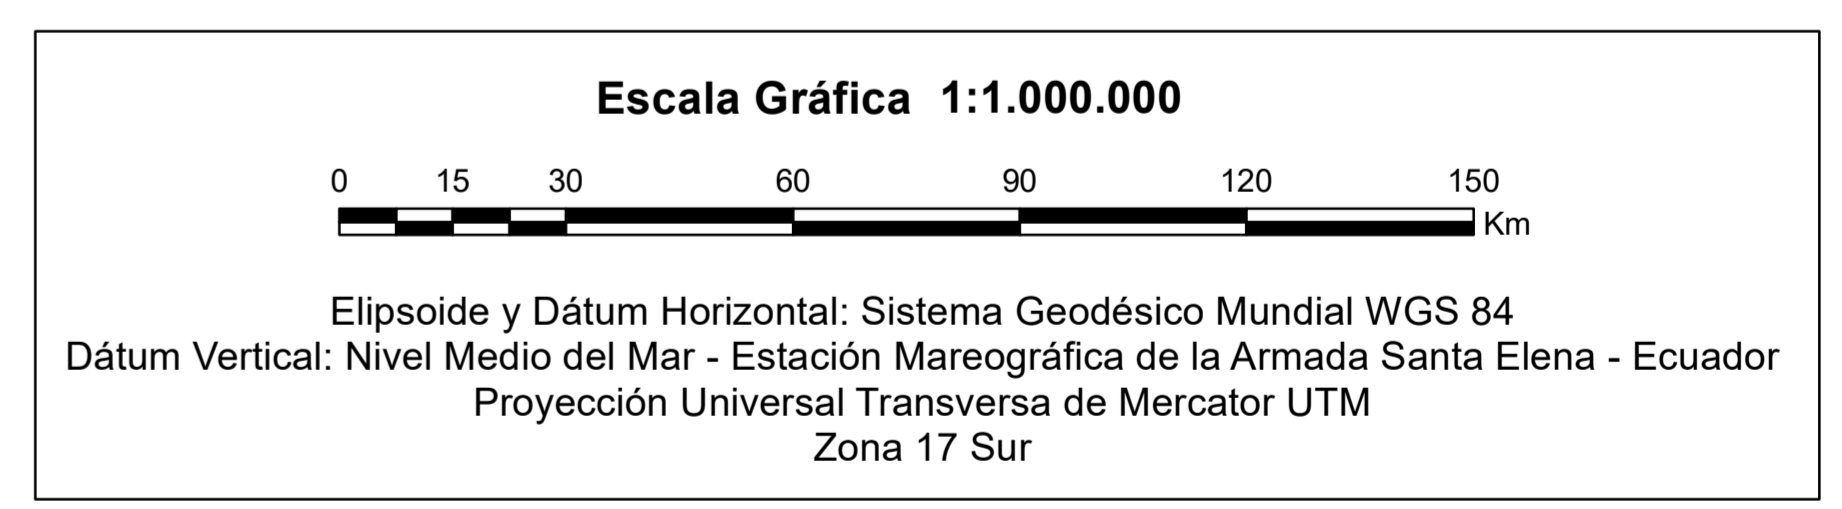 Escala Gráfica 1:1.000.000
0 15 30 60 90 120 150
Km
Elipsoide y Dátum Horizontal: Sistema Geodésico Mundial WGS 84
Dátum Vertical: Nivel Medio del Mar - Estación Mareográfica de la Armada Santa Elena - Ecuador
Proyección Universal Transversa de Mercator UTM
Zona 17 Sur